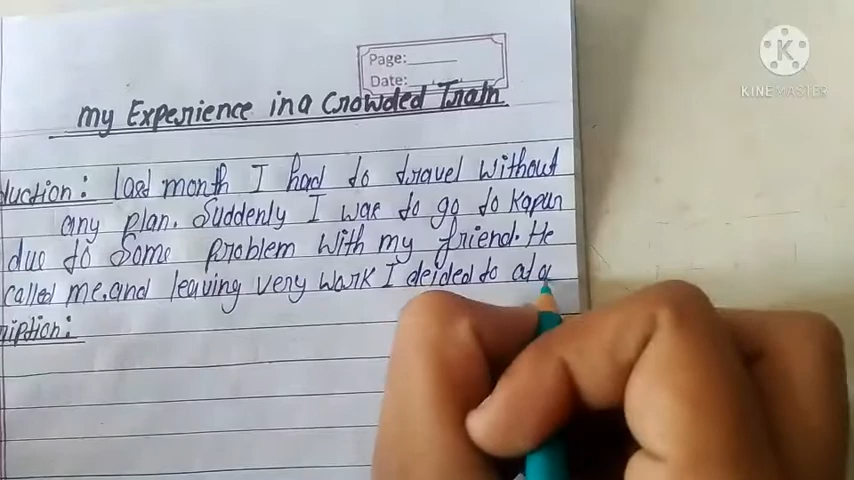 Page:
Date:
KINEMASTER
my Experience in a Crowded Train
duction: last month I had to travel without
any plan. Suddenly I was to go to Kapur
due to Some problem with my friend. He
called me.and leaving very work I deided to
ription: